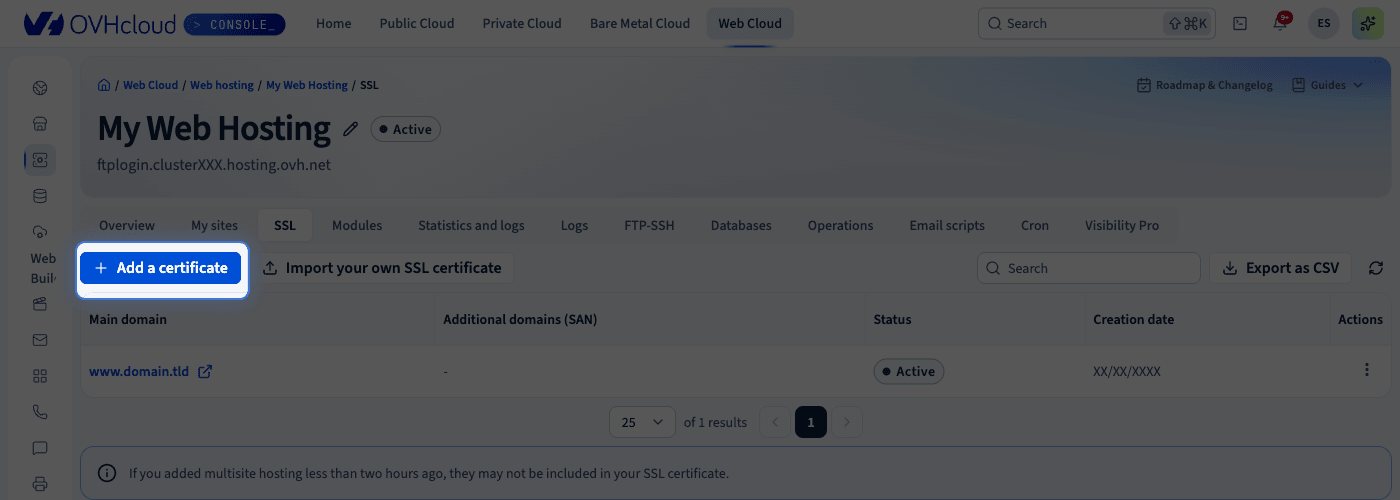 OVHcloud > CONSOLE_ Home Public Cloud Private Cloud Bare Metal Cloud Web Cloud Search ⇧⌘K 9+ ES
/ Web Cloud / Web hosting / My Web Hosting / SSL Roadmap & Changelog Guides
My Web Hosting Active
ftplogin.clusterXXX.hosting.ovh.net
Overview My sites SSL Modules Statistics and logs Logs FTP-SSH Databases Operations Email scripts Cron Visibility Pro
Web
Buil
+ Add a certificate Import your own SSL certificate Search Export as CSV
Main domain Additional domains (SAN) Status Creation date Actions
www.domain.tld - Active XX/XX/XXXX
25 of 1 results 1
If you added multisite hosting less than two hours ago, they may not be included in your SSL certificate.